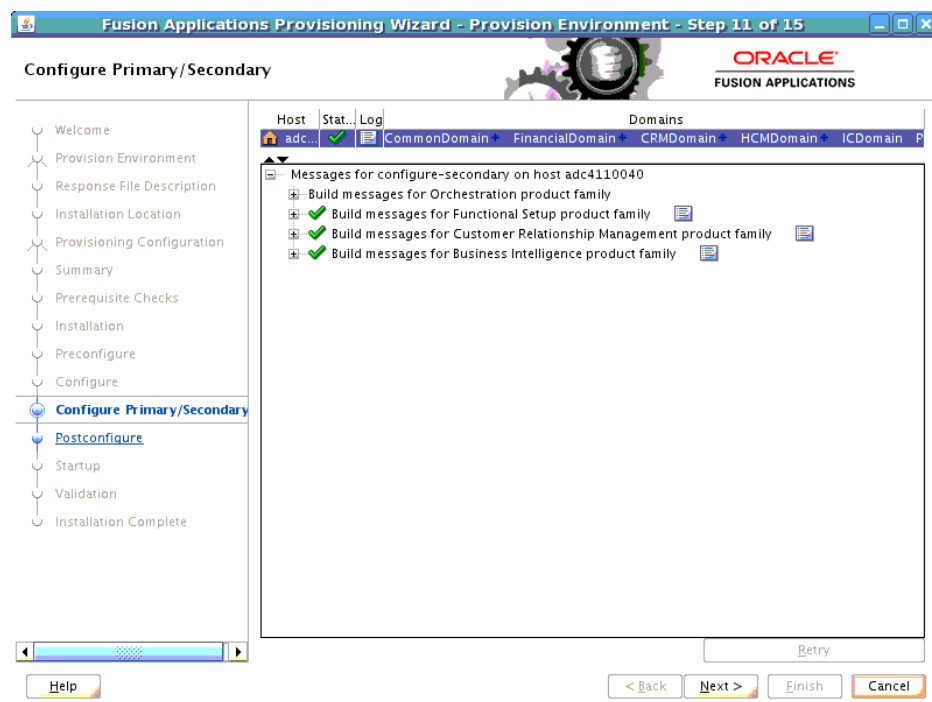 Fusion Applications Provisioning Wizard - Provision Environment - Step 11 of 15
Configure Primary/Secondary
ORACLE
FUSION APPLICATIONS
Welcome
Provision Environment
Response File Description
Installation Location
Provisioning Configuration
Summary
Prerequisite Checks
Installation
Preconfigure
Configure
Configure Primary/Secondary
Postconfigure
Startup
Validation
Installation Complete
Host Stat... Log Domains
adc... CommonDomain+ FinancialDomain+ CRMDomain+ HCMDomain+ ICDomain P
Messages for configure-secondary on host adc4110040
Build messages for Orchestration product family
Build messages for Functional Setup product family
Build messages for Customer Relationship Management product family
Build messages for Business Intelligence product family
Retry
Help
< Back
Next >
Finish
Cancel